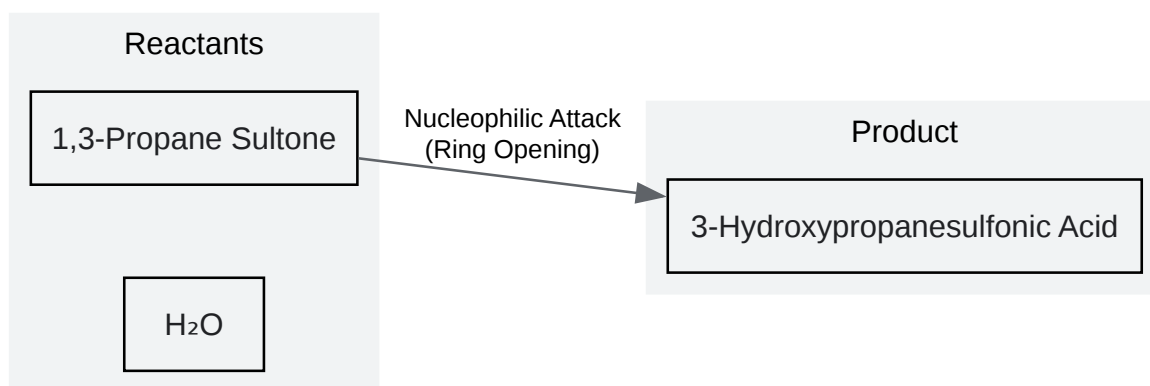 Reactants
1,3-Propane Sultone
H₂O
Nucleophilic Attack
(Ring Opening)
Product
3-Hydroxypropanesulfonic Acid